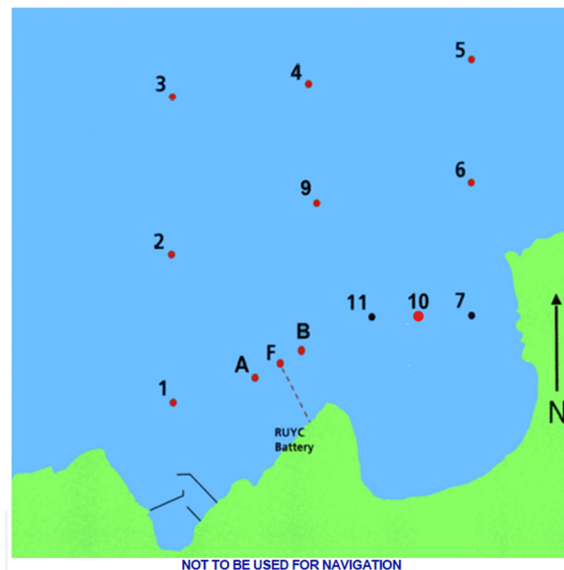 5
4
3
6
9
2
11 10 7
B
F
A
1
N
RUYC
Battery
NOT TO BE USED FOR NAVIGATION